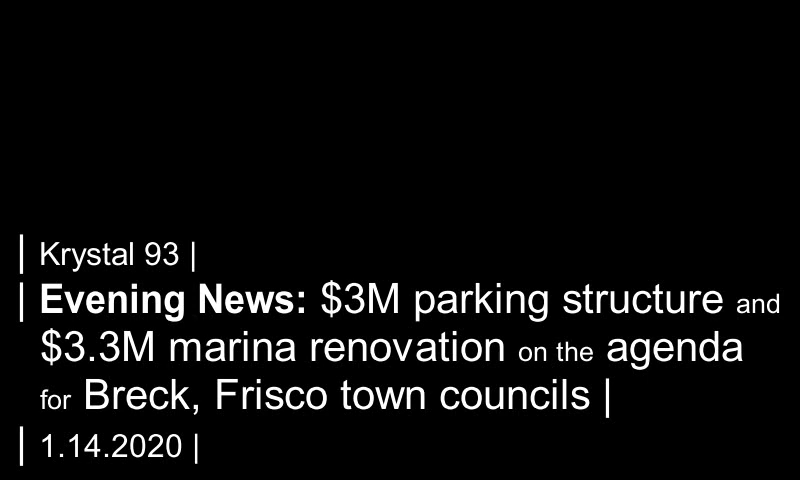 | Krystal 93 |
| Evening News: $3M parking structure and
$3.3M marina renovation on the agenda
for Breck, Frisco town councils |
| 1.14.2020 |